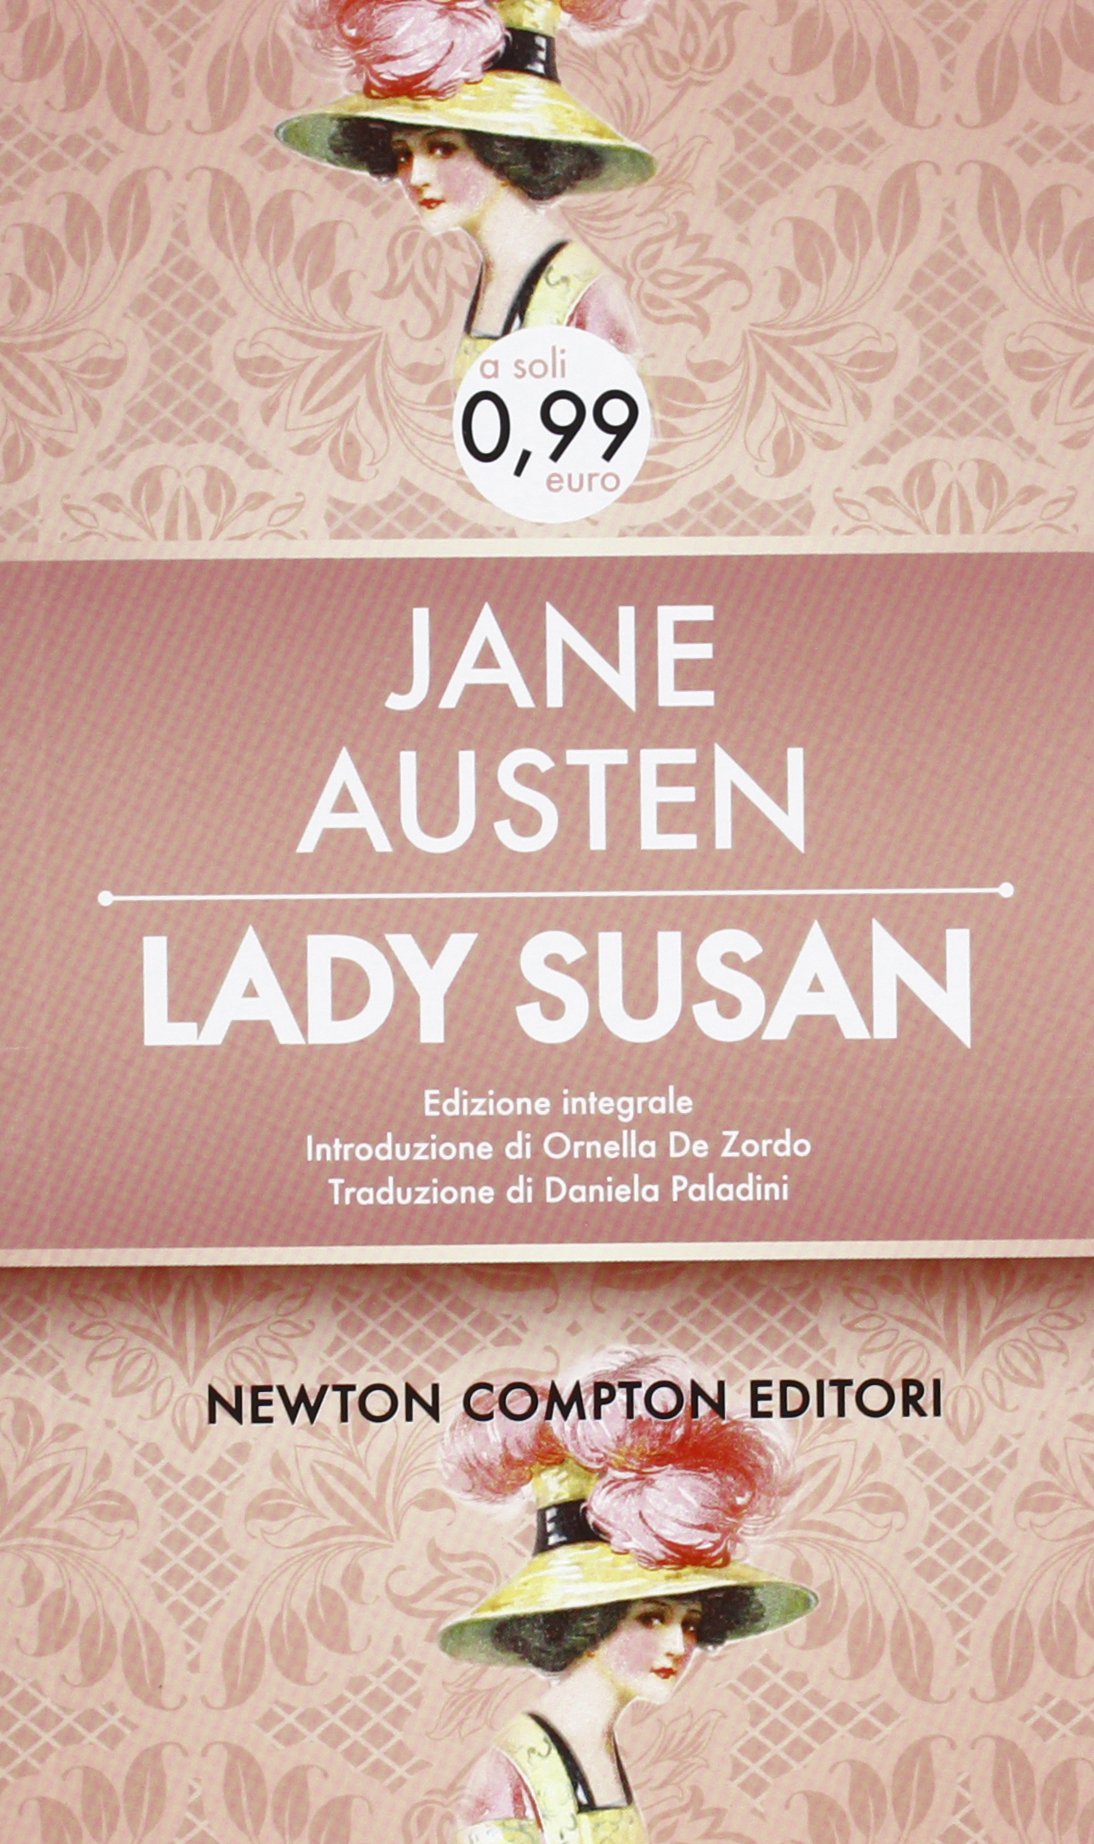 a soli
0,99
euro
JANE
AUSTEN
LADY SUSAN
Edizione integrale
Introduzione di Ornella De Zordo
Traduzione di Daniela Paladini
NEWTON COMPTON EDITORI